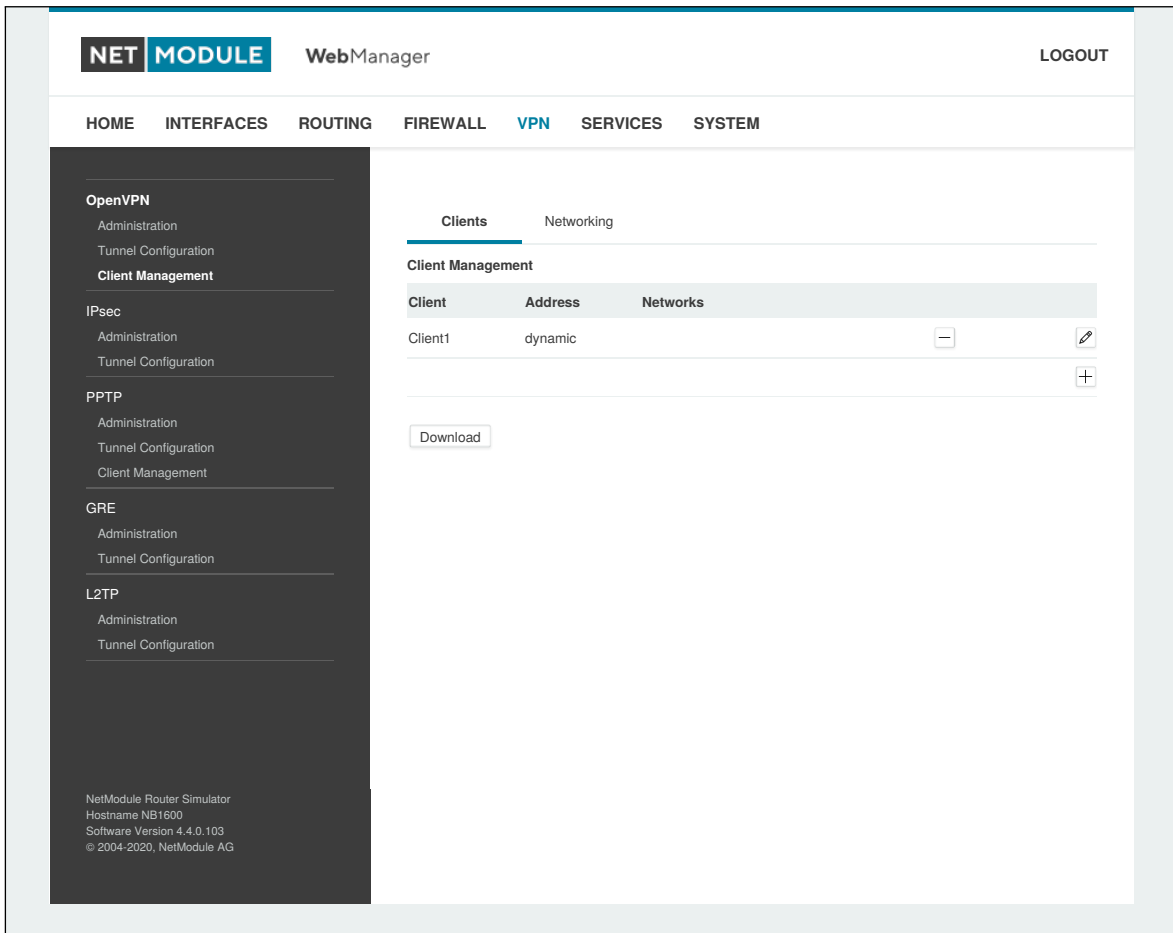 NET MODULE WebManager LOGOUT
HOME INTERFACES ROUTING FIREWALL VPN SERVICES SYSTEM
OpenVPN
Administration
Tunnel Configuration
Client Management
IPsec
Administration
Tunnel Configuration
PPTP
Administration
Tunnel Configuration
Client Management
GRE
Administration
Tunnel Configuration
L2TP
Administration
Tunnel Configuration
NetModule Router Simulator
Hostname NB1600
Software Version 4.4.0.103
© 2004-2020, NetModule AG
Clients Networking
Client Management
Client Address Networks
Client1 dynamic
Download